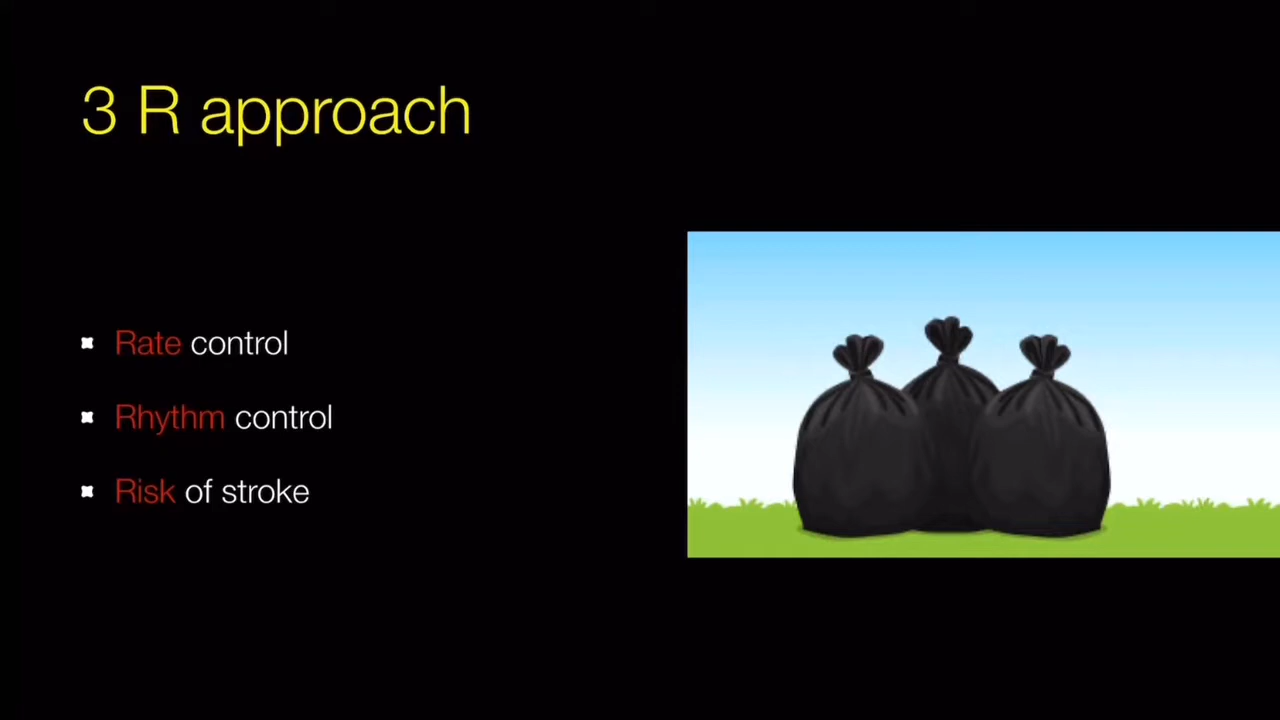 3 R approach
Rate control
Rhythm control
Risk of stroke